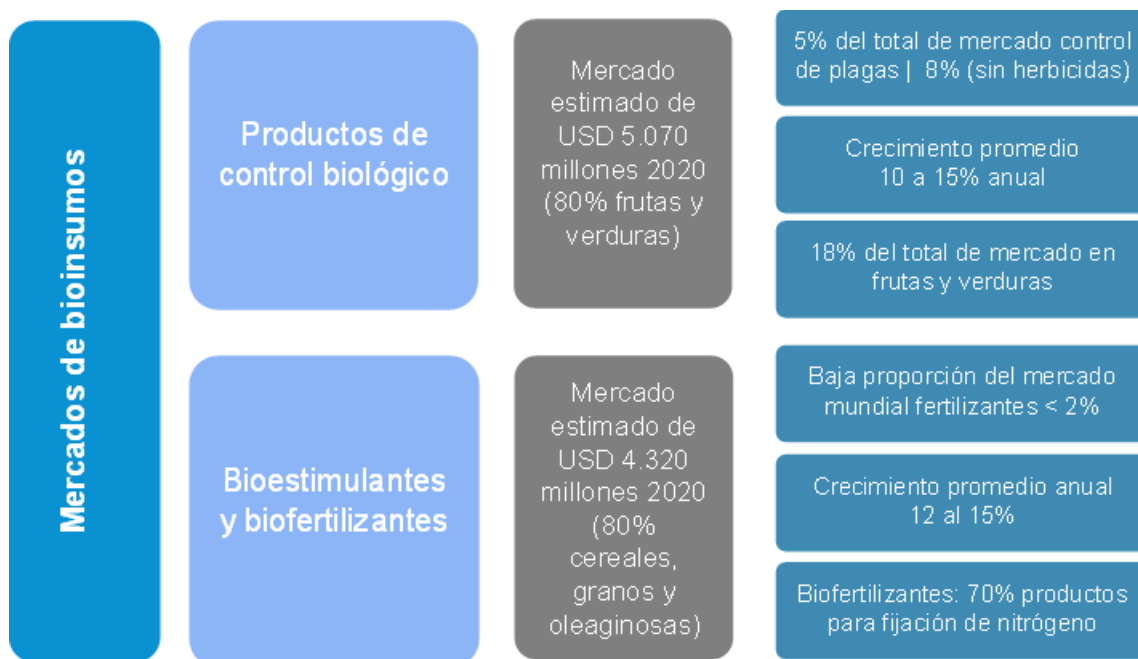 Mercados de bioinsumos
Productos de
control biológico
Mercado
estimado de
USD 5.070
millones 2020
(80% frutas y
verduras)
5% del total de mercado control
de plagas | 8% (sin herbicidas)
Crecimiento promedio
10 a 15% anual
18% del total de mercado en
frutas y verduras
Bioestimulantes
y biofertilizantes
Mercado
estimado de
USD 4.320
millones 2020
(80%
cereales,
granos y
oleaginosas)
Baja proporción del mercado
mundial fertilizantes < 2%
Crecimiento promedio anual
12 al 15%
Biofertilizantes: 70% productos
para fijación de nitrógeno